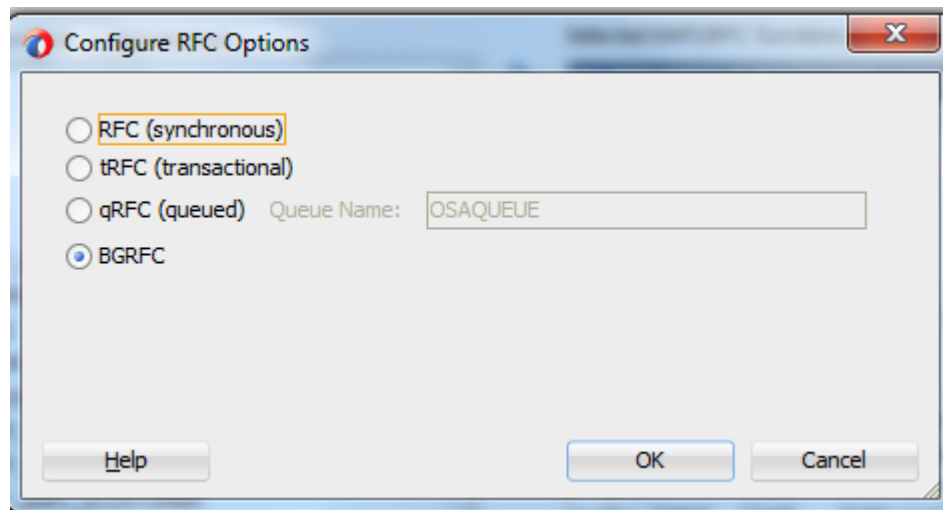 Configure RFC Options
RFC (synchronous)
tRFC (transactional)
qRFC (queued) Queue Name: OSAQUEUE
BGRFC
Help OK Cancel